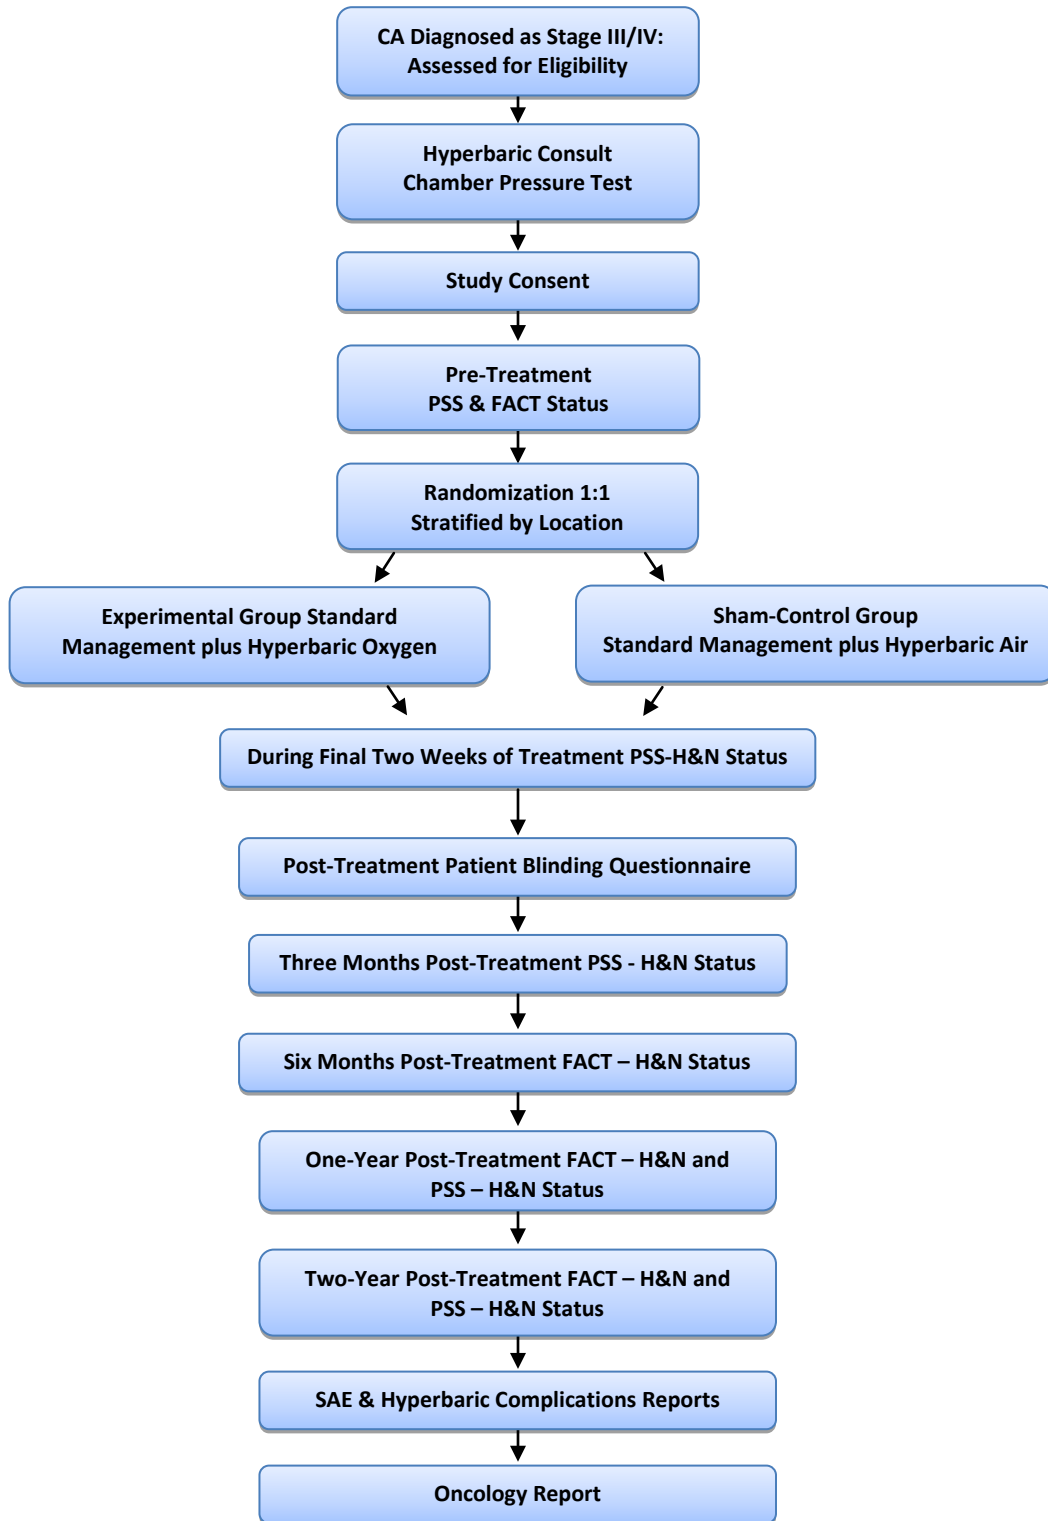 CA Diagnosed as Stage III/IV:
Assessed for Eligibility
Hyperbaric Consult
Chamber Pressure Test
Study Consent
Pre-Treatment
PSS & FACT Status
Randomization 1:1
Stratified by Location
Experimental Group Standard
Management plus Hyperbaric Oxygen
Sham-Control Group
Standard Management plus Hyperbaric Air
During Final Two Weeks of Treatment PSS-H&N Status
Post-Treatment Patient Blinding Questionnaire
Three Months Post-Treatment PSS - H&N Status
Six Months Post-Treatment FACT – H&N Status
One-Year Post-Treatment FACT – H&N and
PSS – H&N Status
Two-Year Post-Treatment FACT – H&N and
PSS – H&N Status
SAE & Hyperbaric Complications Reports
Oncology Report